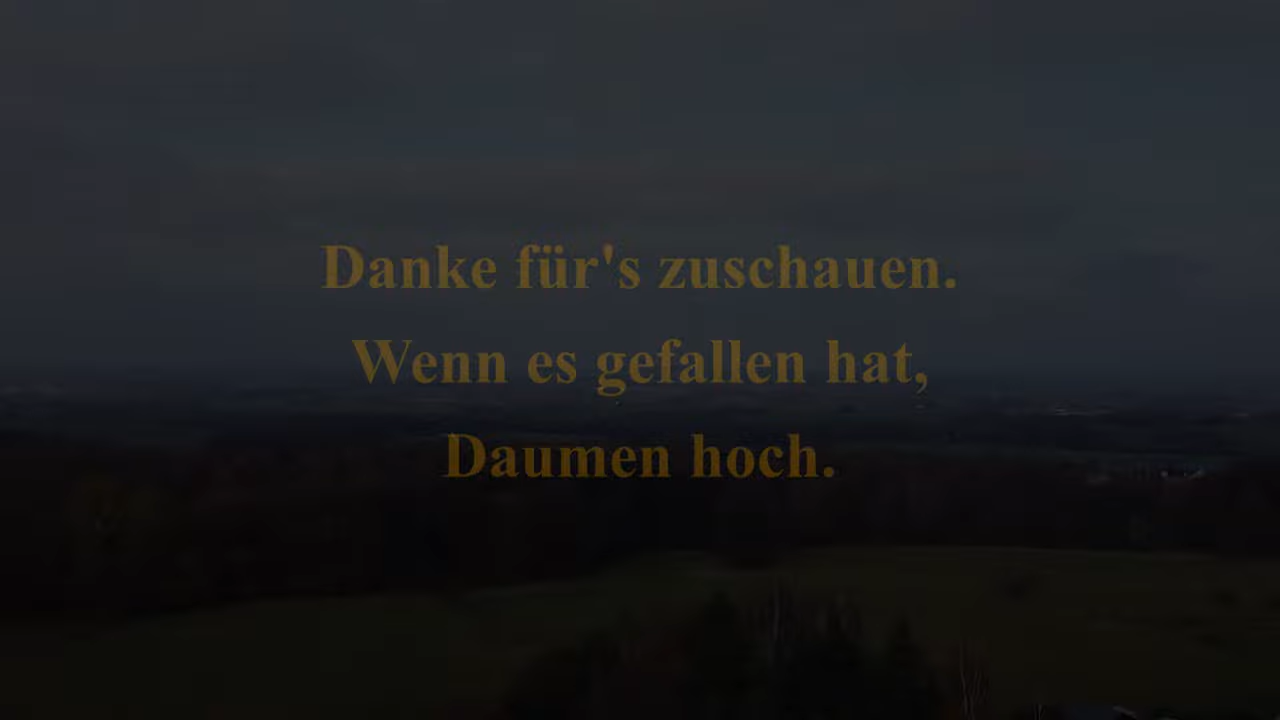 Danke für's zuschauen.
Wenn es gefallen hat,
Daumen hoch.